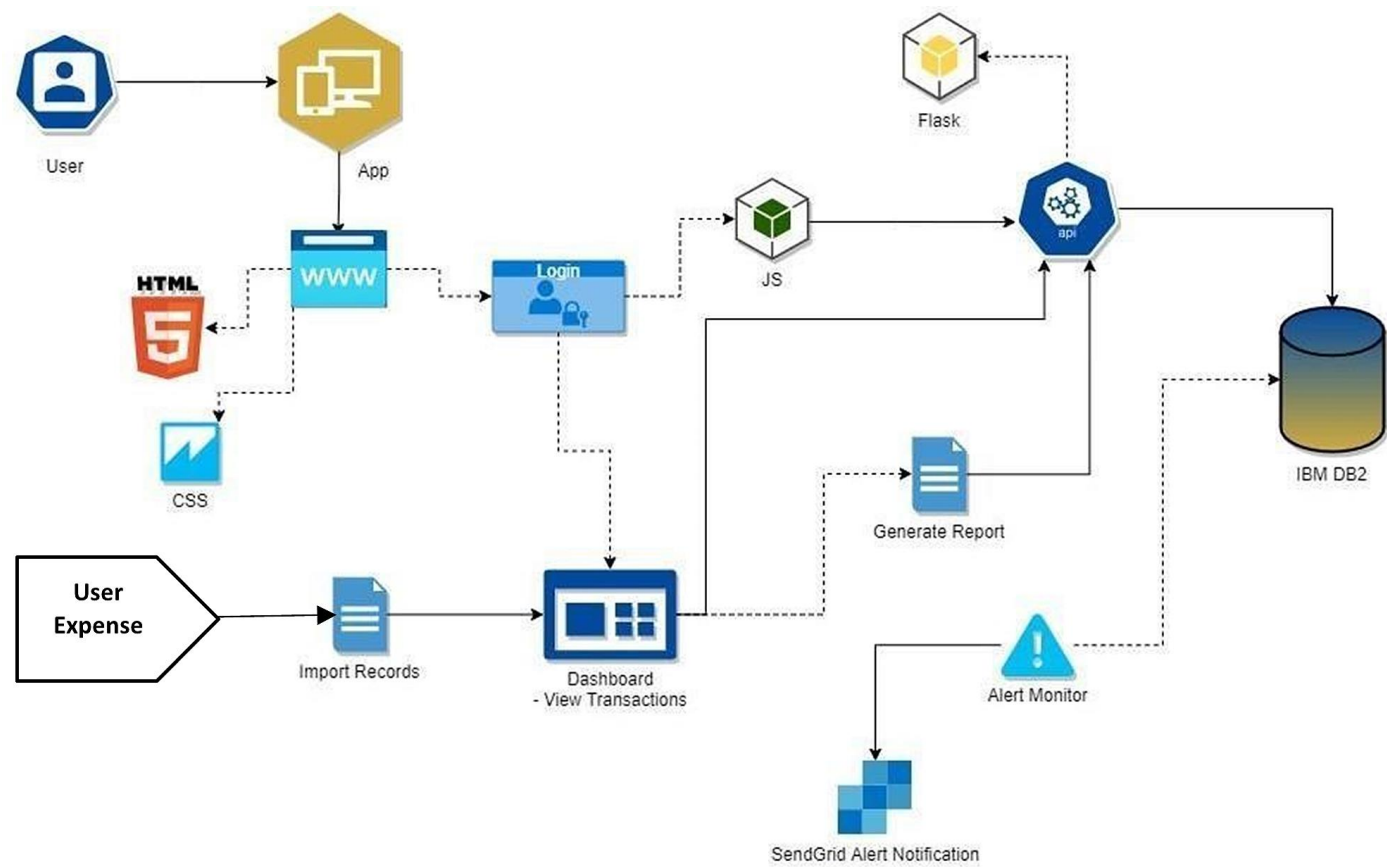 User
App
Flask
api
JS
www
Login
HTML
5
CSS
IBM DB2
Generate Report
User
Expense
Import Records
Dashboard
- View Transactions
!
Alert Monitor
SendGrid Alert Notification